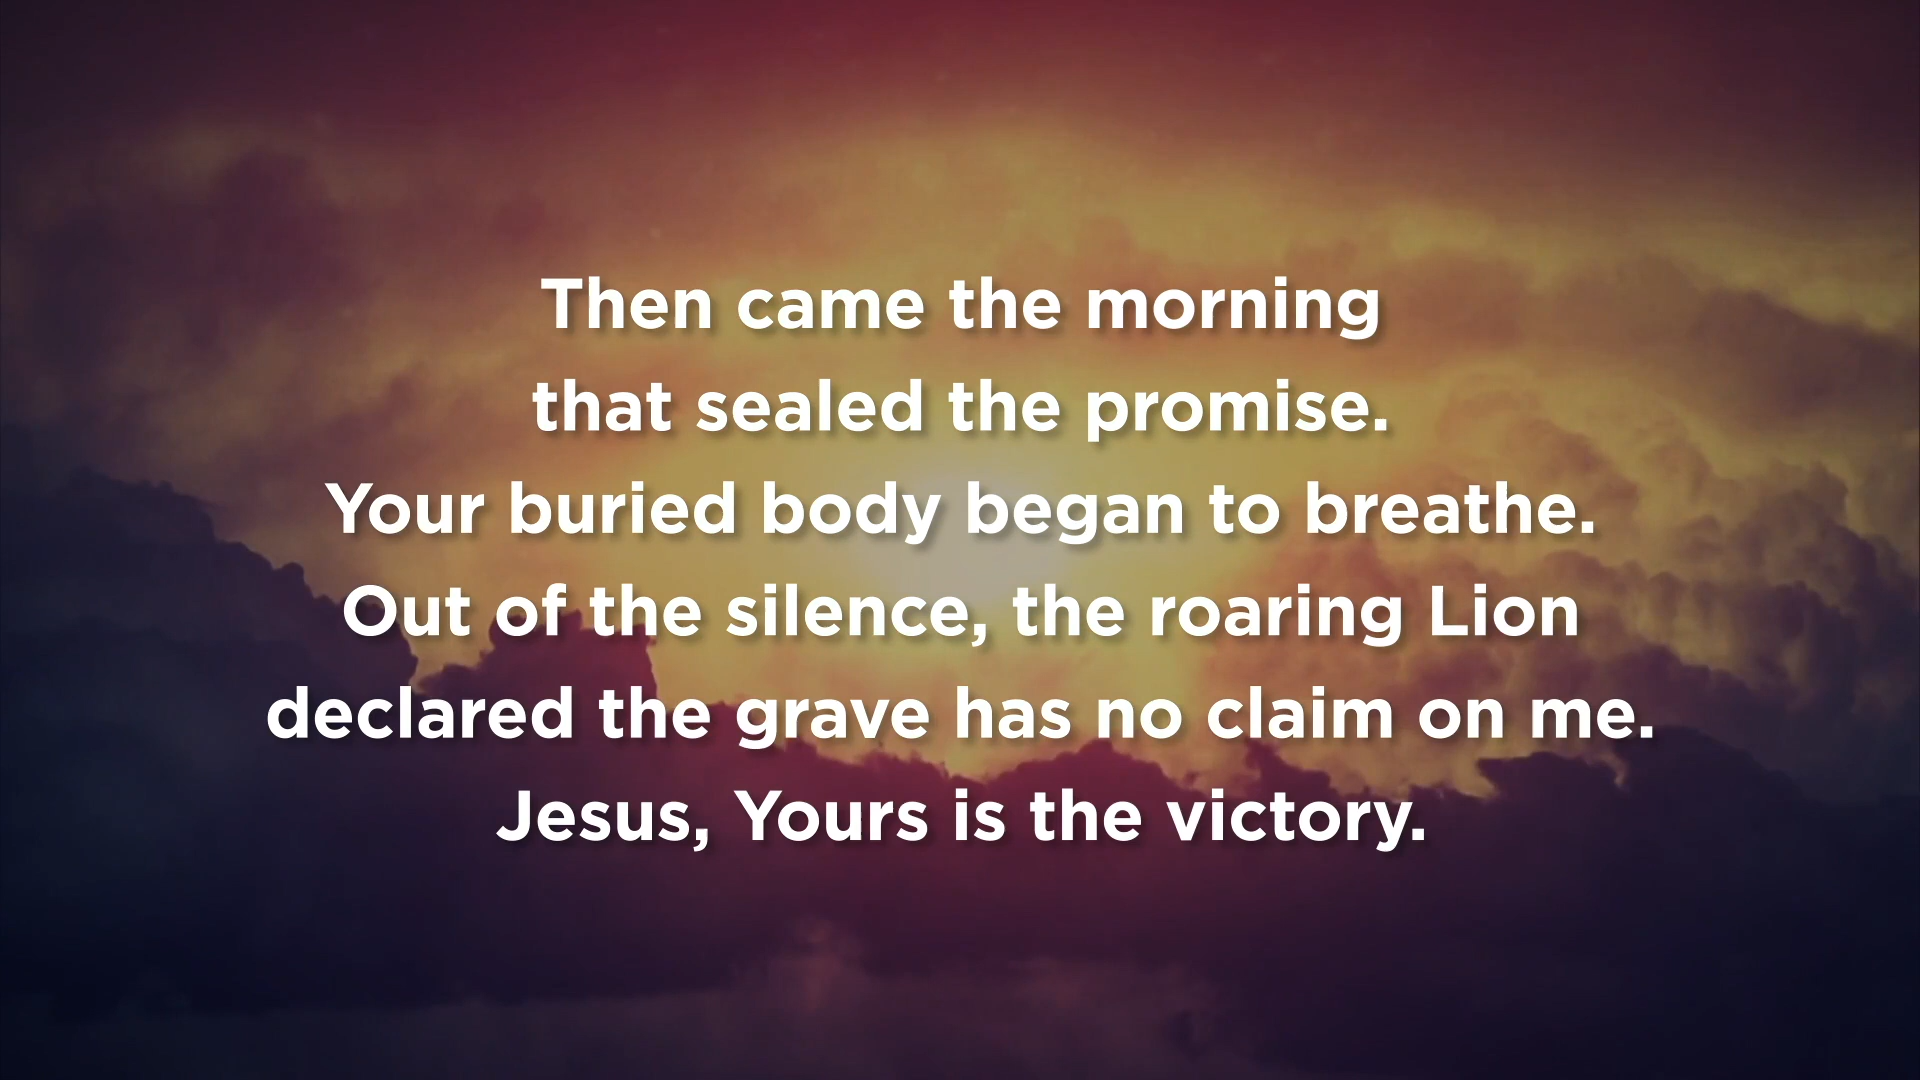 Then came the morning
that sealed the promise.
Your buried body began to breathe.
Out of the silence, the roaring Lion
declared the grave has no claim on me.
Jesus, Yours is the victory.